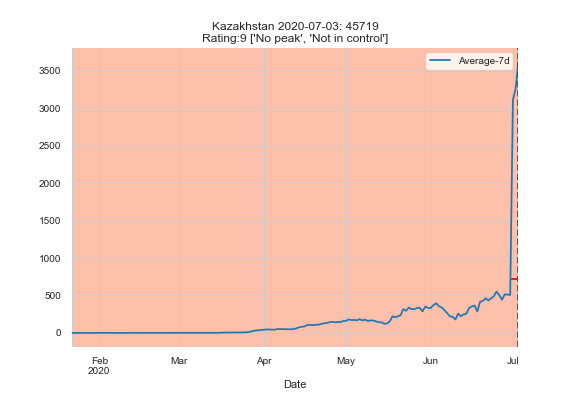 Kazakhstan 2020-07-03: 45719
Rating:9 ['No peak', 'Not in control']
Average-7d
3500
3000
2500
2000
1500
1000
500
0
Feb Mar Apr May Jun Jul
2020
Date